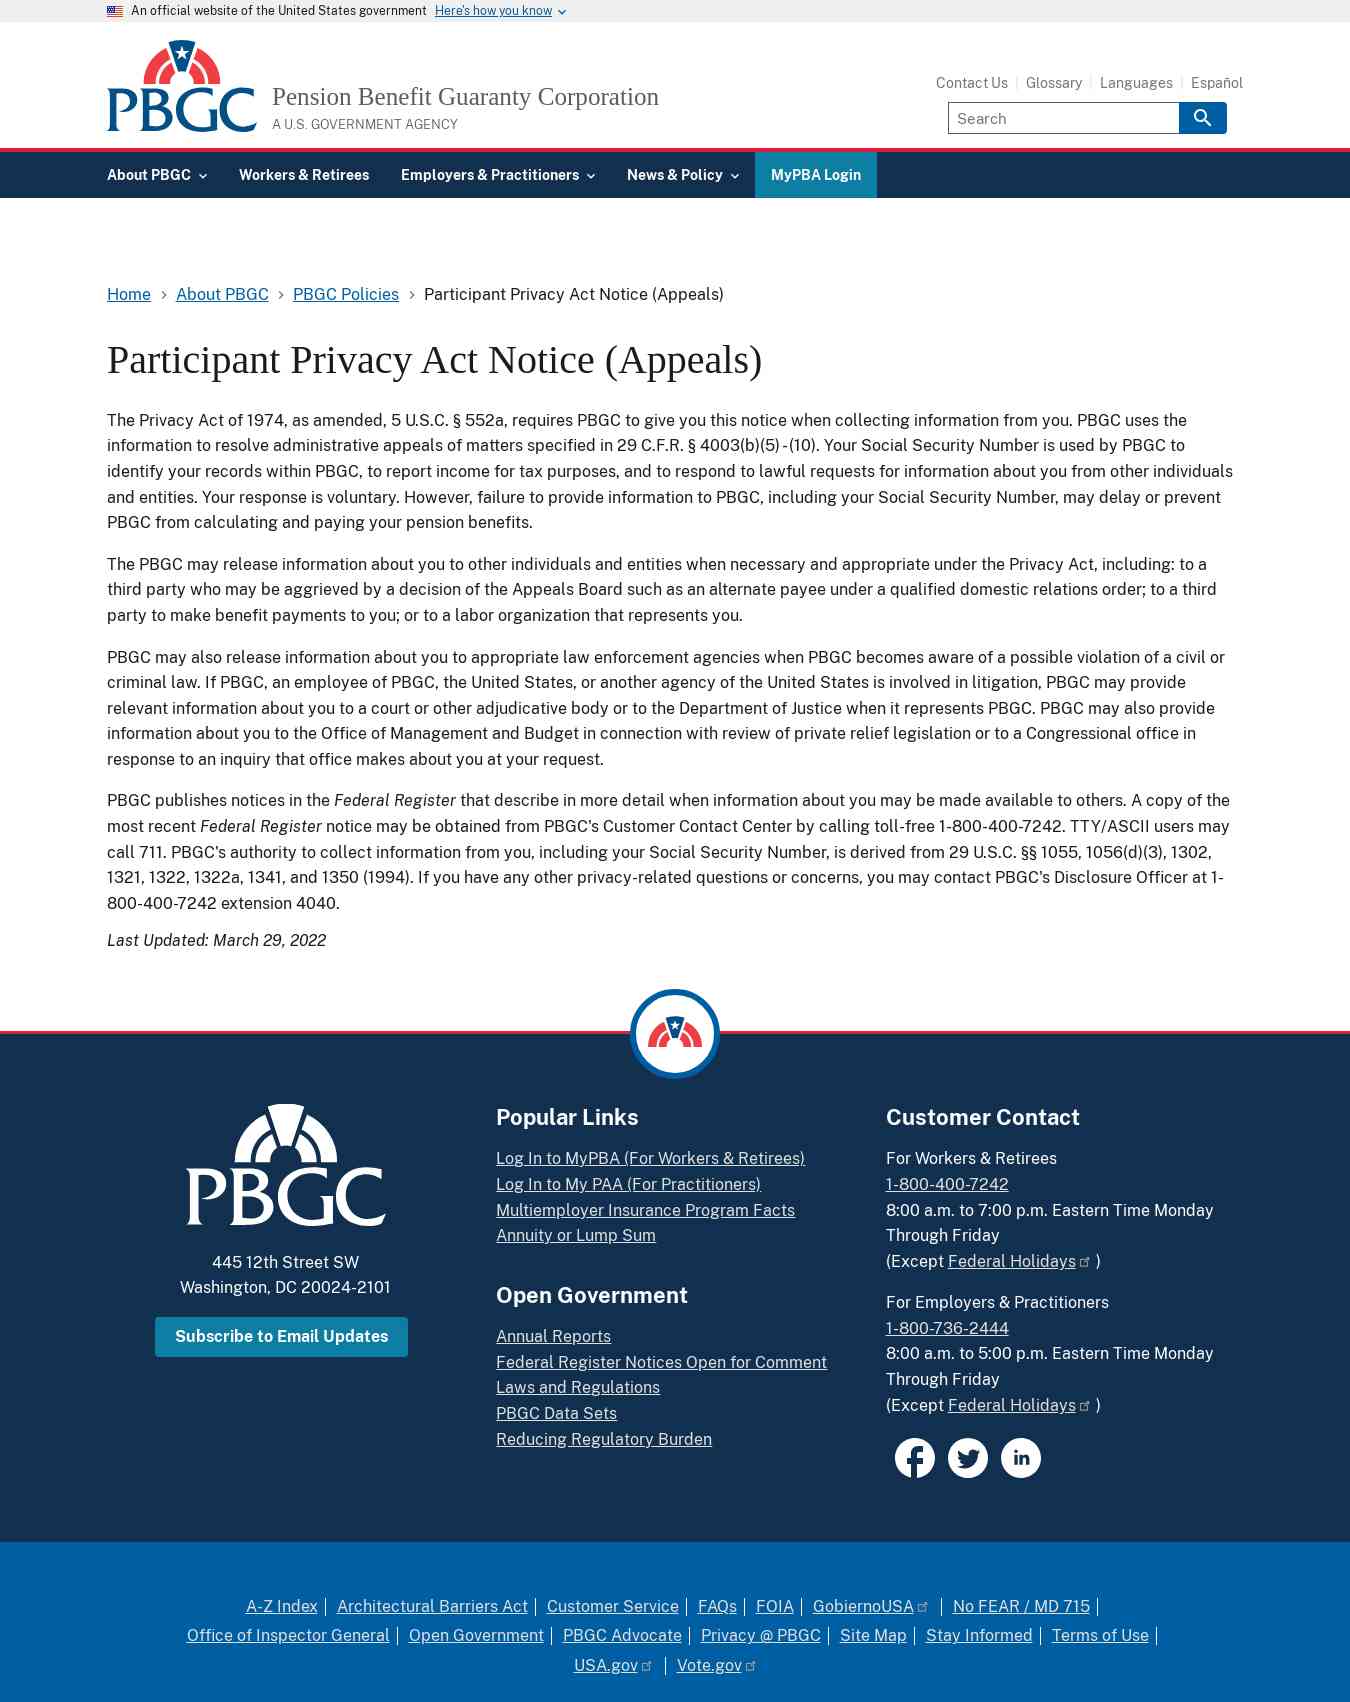 An official website of the United States government Here's how you know
PBGC
Pension Benefit Guaranty Corporation
A U.S. GOVERNMENT AGENCY
Contact Us Glossary Languages Español
Search
About PBGC Workers & Retirees Employers & Practitioners News & Policy MyPBA Login
Home About PBGC PBGC Policies Participant Privacy Act Notice (Appeals)
Participant Privacy Act Notice (Appeals)
The Privacy Act of 1974, as amended, 5 U.S.C. § 552a, requires PBGC to give you this notice when collecting information from you. PBGC uses the
information to resolve administrative appeals of matters specified in 29 C.F.R. § 4003(b)(5)-(10). Your Social Security Number is used by PBGC to
identify your records within PBGC, to report income for tax purposes, and to respond to lawful requests for information about you from other individuals
and entities. Your response is voluntary. However, failure to provide information to PBGC, including your Social Security Number, may delay or prevent
PBGC from calculating and paying your pension benefits.
The PBGC may release information about you to other individuals and entities when necessary and appropriate under the Privacy Act, including: to a
third party who may be aggrieved by a decision of the Appeals Board such as an alternate payee under a qualified domestic relations order; to a third
party to make benefit payments to you; or to a labor organization that represents you.
PBGC may also release information about you to appropriate law enforcement agencies when PBGC becomes aware of a possible violation of a civil or
criminal law. If PBGC, an employee of PBGC, the United States, or another agency of the United States is involved in litigation, PBGC may provide
relevant information about you to a court or other adjudicative body or to the Department of Justice when it represents PBGC. PBGC may also provide
information about you to the Office of Management and Budget in connection with review of private relief legislation or to a Congressional office in
response to an inquiry that office makes about you at your request.
PBGC publishes notices in the Federal Register that describe in more detail when information about you may be made available to others. A copy of the
most recent Federal Register notice may be obtained from PBGC's Customer Contact Center by calling toll-free 1-800-400-7242. TTY/ASCII users may
call 711. PBGC's authority to collect information from you, including your Social Security Number, is derived from 29 U.S.C. §§ 1055, 1056(d)(3), 1302,
1321, 1322, 1322a, 1341, and 1350 (1994). If you have any other privacy-related questions or concerns, you may contact PBGC's Disclosure Officer at 1-
800-400-7242 extension 4040.
Last Updated: March 29, 2022
PBGC
445 12th Street SW
Washington, DC 20024-2101
Subscribe to Email Updates
Popular Links
Log In to MyPBA (For Workers & Retirees)
Log In to My PAA (For Practitioners)
Multiemployer Insurance Program Facts
Annuity or Lump Sum
Open Government
Annual Reports
Federal Register Notices Open for Comment
Laws and Regulations
PBGC Data Sets
Reducing Regulatory Burden
Customer Contact
For Workers & Retirees
1-800-400-7242
8:00 a.m. to 7:00 p.m. Eastern Time Monday
Through Friday
(Except Federal Holidays )
For Employers & Practitioners
1-800-736-2444
8:00 a.m. to 5:00 p.m. Eastern Time Monday
Through Friday
(Except Federal Holidays )
A-Z Index Architectural Barriers Act Customer Service FAQs FOIA GobiernoUSA No FEAR / MD 715
Office of Inspector General Open Government PBGC Advocate Privacy @ PBGC Site Map Stay Informed Terms of Use
USA.gov Vote.gov